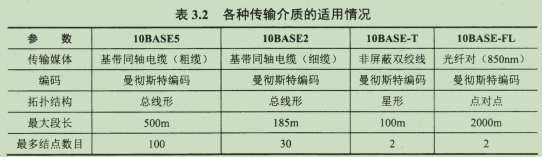 表 3.2 各种传输介质的适用情况
参 数 10BASE5 10BASE2 10BASE-T 10BASE-FL
传输媒体 基带同轴电缆（粗缆） 基带同轴电缆（细缆） 非屏蔽双绞线 光纤对（850nm）
编码 曼彻斯特编码 曼彻斯特编码 曼彻斯特编码 曼彻斯特编码
拓扑结构 总线形 总线形 星形 点对点
最大段长 500m 185m 100m 2000m
最多结点数目 100 30 2 2